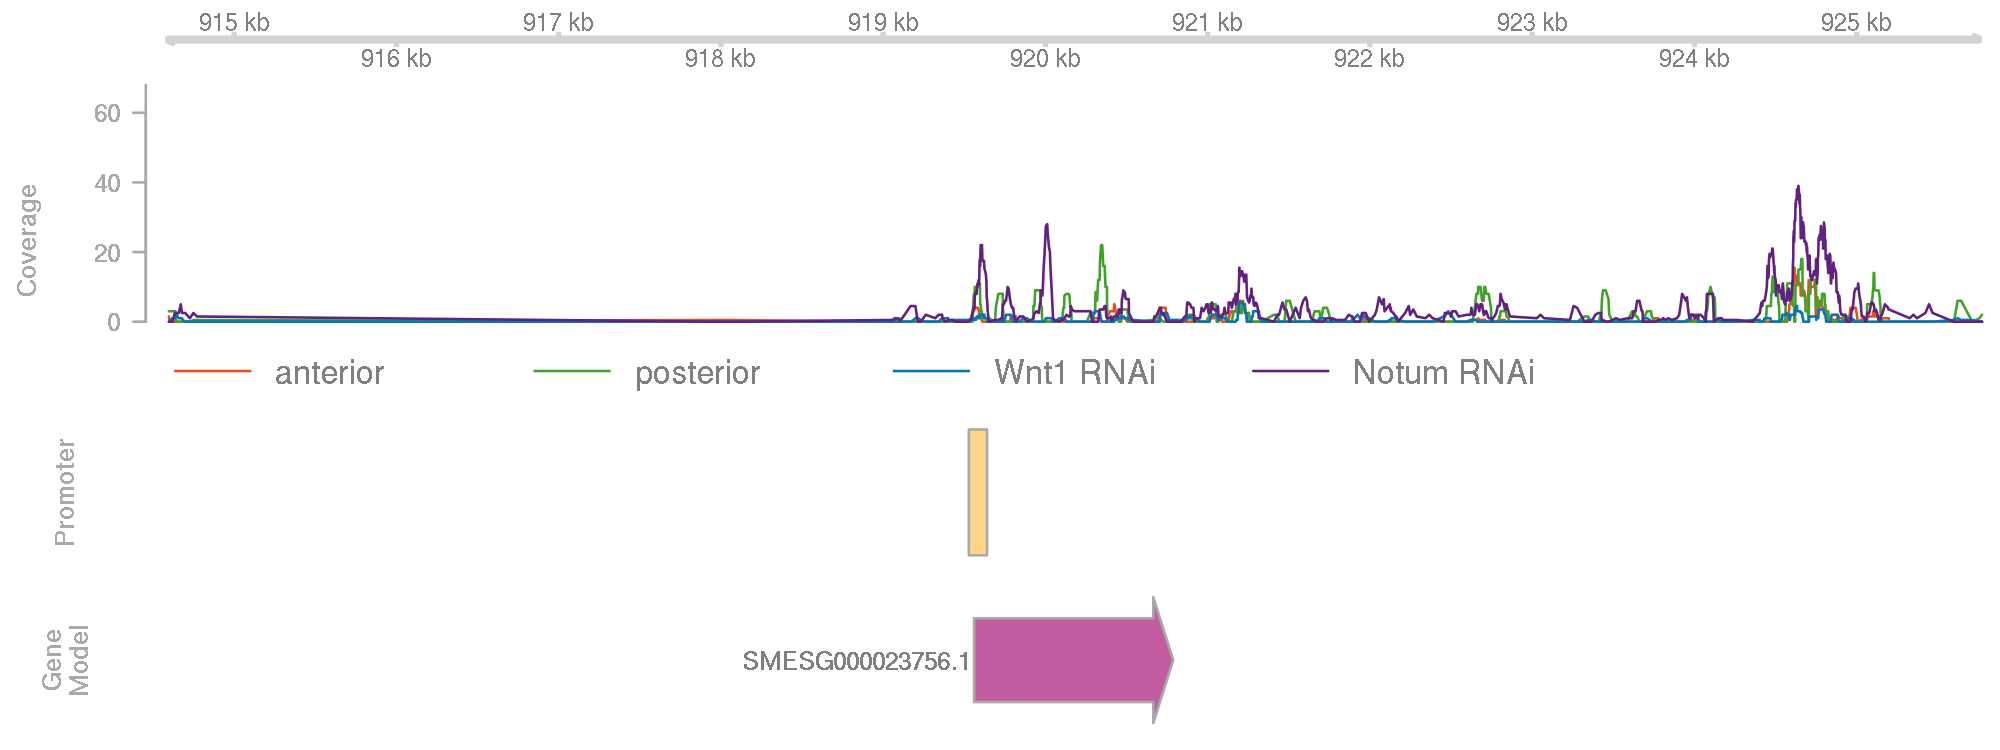 915 kb 917 kb 919 kb 921 kb 923 kb 925 kb
916 kb 918 kb 920 kb 922 kb 924 kb
60
40
20
0
Coverage
anterior posterior Wnt1 RNAi Notum RNAi
Promoter
Gene
Model
SMESG000023756.1